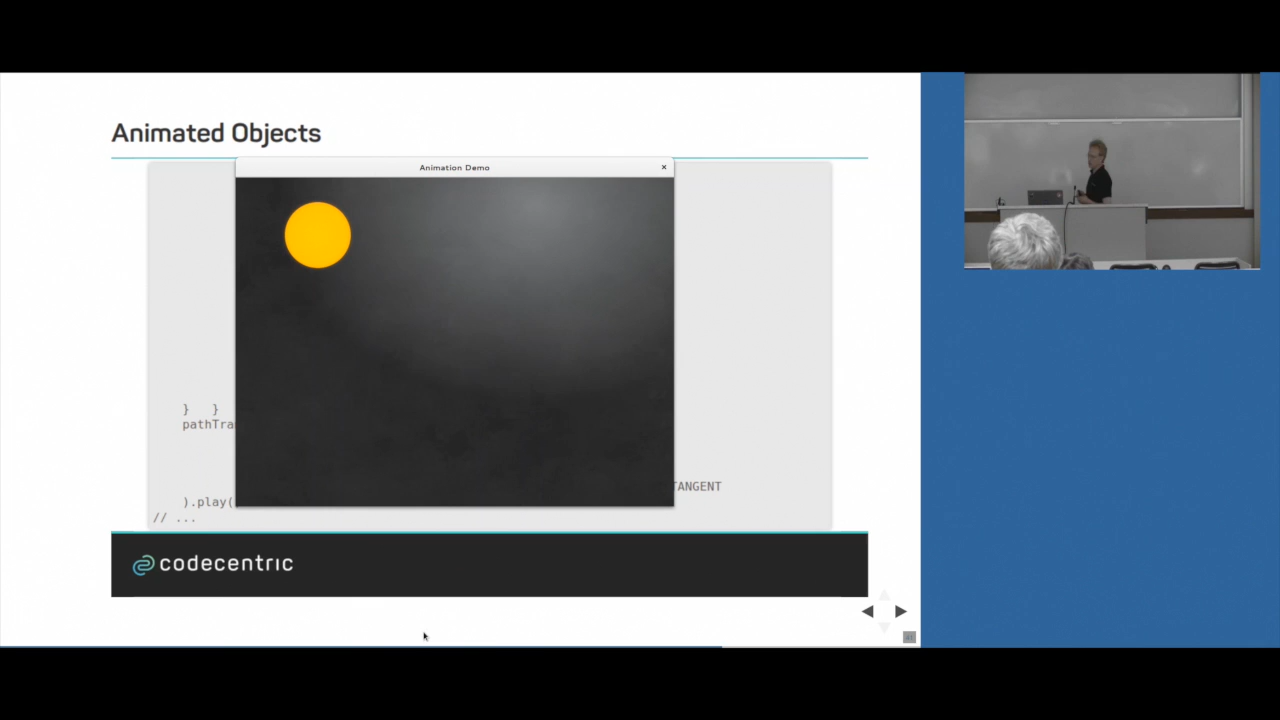 Animated Objects
Animation Demo
}   }
pathTra
TANGENT
).play(
// ...
codecentric